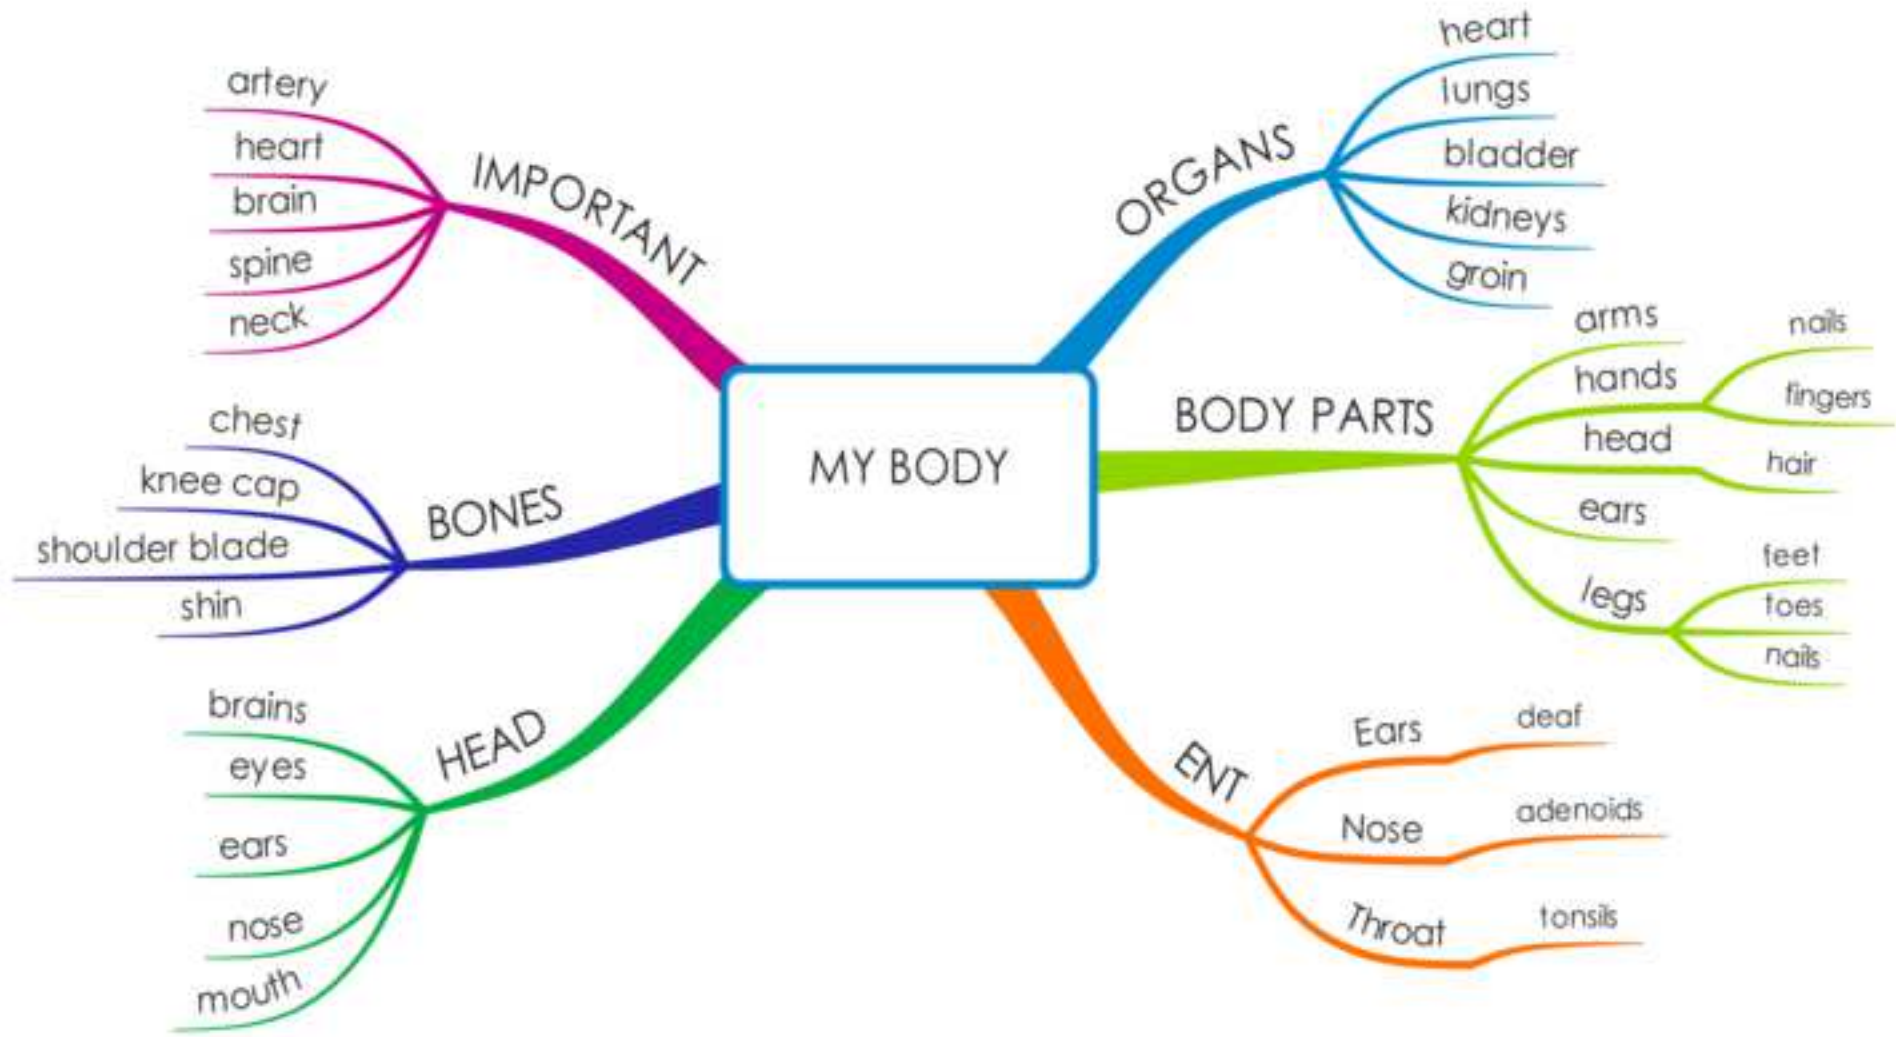 MY BODY
IMPORTANT
artery
heart
brain
spine
neck
BONES
chest
knee cap
shoulder blade
shin
HEAD
brains
eyes
ears
nose
mouth
ORGANS
heart
lungs
bladder
kidneys
groin
BODY PARTS
arms
hands
nails
fingers
head
hair
ears
legs
feet
toes
nails
ENT
Ears
deaf
Nose
adenoids
Throat
tonsils